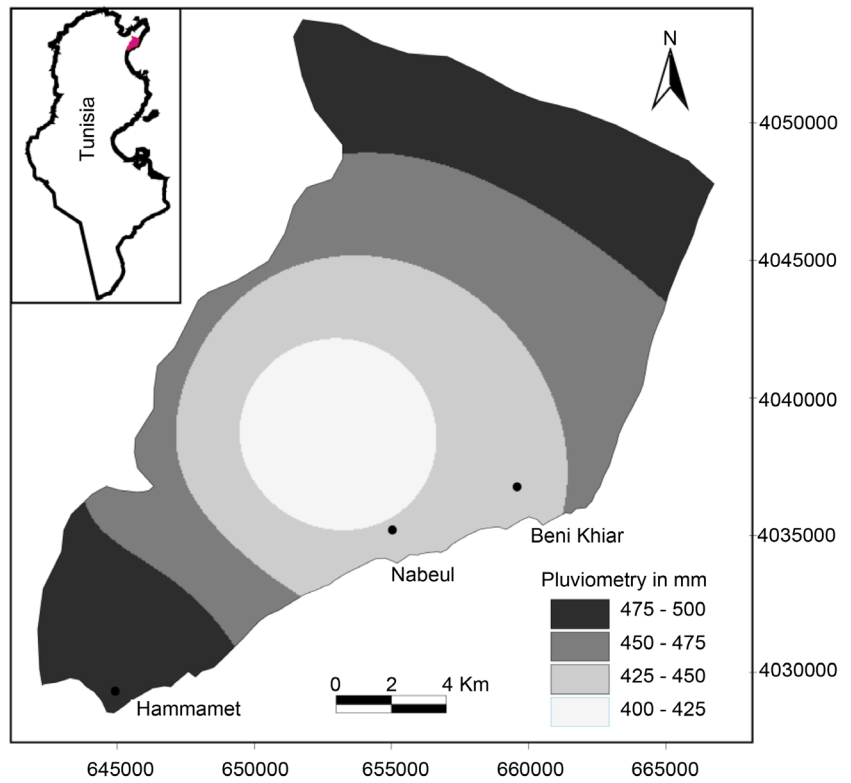 Tunisia
N
4050000
4045000
4040000
4035000
4030000
Beni Khiar
Nabeul
Hammamet
Pluviometry in mm
475 - 500
450 - 475
425 - 450
400 - 425
0 2 4 Km
645000 650000 655000 660000 665000